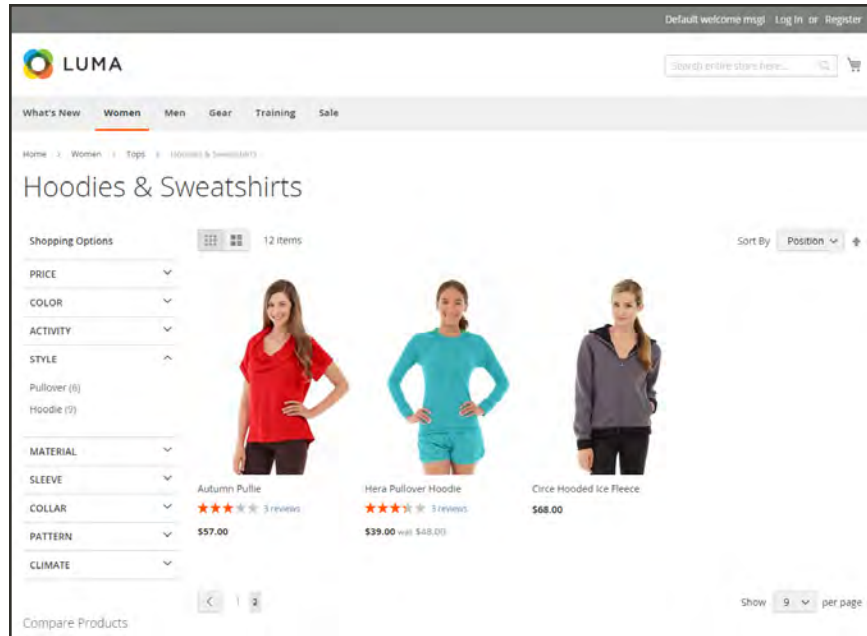 Default welcome msg! Log In or Register
LUMA
Search entire store here...
What's New Women Men Gear Training Sale
Home > Women > Tops > Hoodies & Sweatshirts
Hoodies & Sweatshirts
Shopping Options
12 Items
Sort By Position
PRICE
COLOR
ACTIVITY
STYLE
Pullover (6)
Hoodie (9)
MATERIAL
SLEEVE
COLLAR
PATTERN
CLIMATE
Autumn Pullie
3 reviews
$57.00
Hera Pullover Hoodie
3 reviews
$39.00 was $48.00
Circe Hooded Ice Fleece
$68.00
< 1 2
Show 9 per page
Compare Products